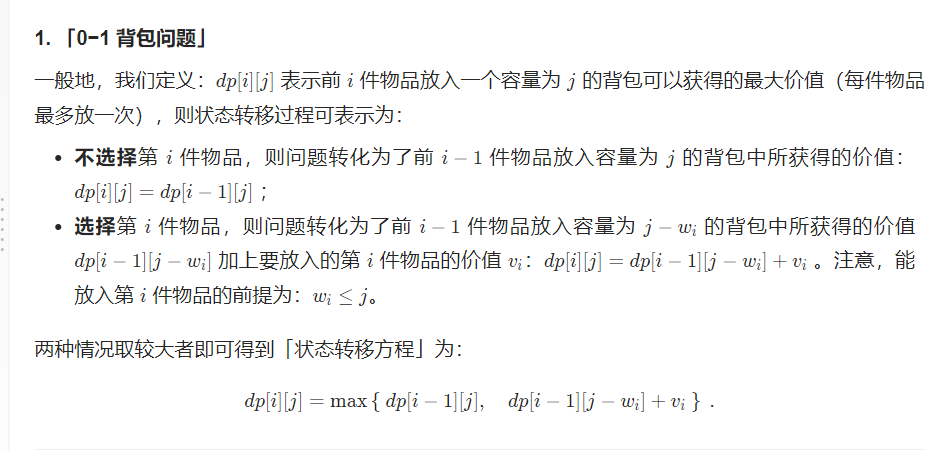 1. 「0-1 背包问题」
一般地，我们定义：dp[i][j] 表示前 i 件物品放入一个容量为 j 的背包可以获得的最大价值（每件物品
最多放一次），则状态转移过程可表示为：
• 不选择第 i 件物品，则问题转化为了前 i − 1 件物品放入容量为 j 的背包中所获得的价值：
dp[i][j] = dp[i − 1][j] ；
• 选择第 i 件物品，则问题转化为了前 i − 1 件物品放入容量为 j − w_i 的背包中所获得的价值
dp[i − 1][j − w_i] 加上要放入的第 i 件物品的价值 v_i：dp[i][j] = dp[i − 1][j − w_i] + v_i 。注意，能
放入第 i 件物品的前提为：w_i ≤ j。
两种情况取较大者即可得到「状态转移方程」为：
dp[i][j] = max { dp[i − 1][j], dp[i − 1][j − w_i] + v_i } .